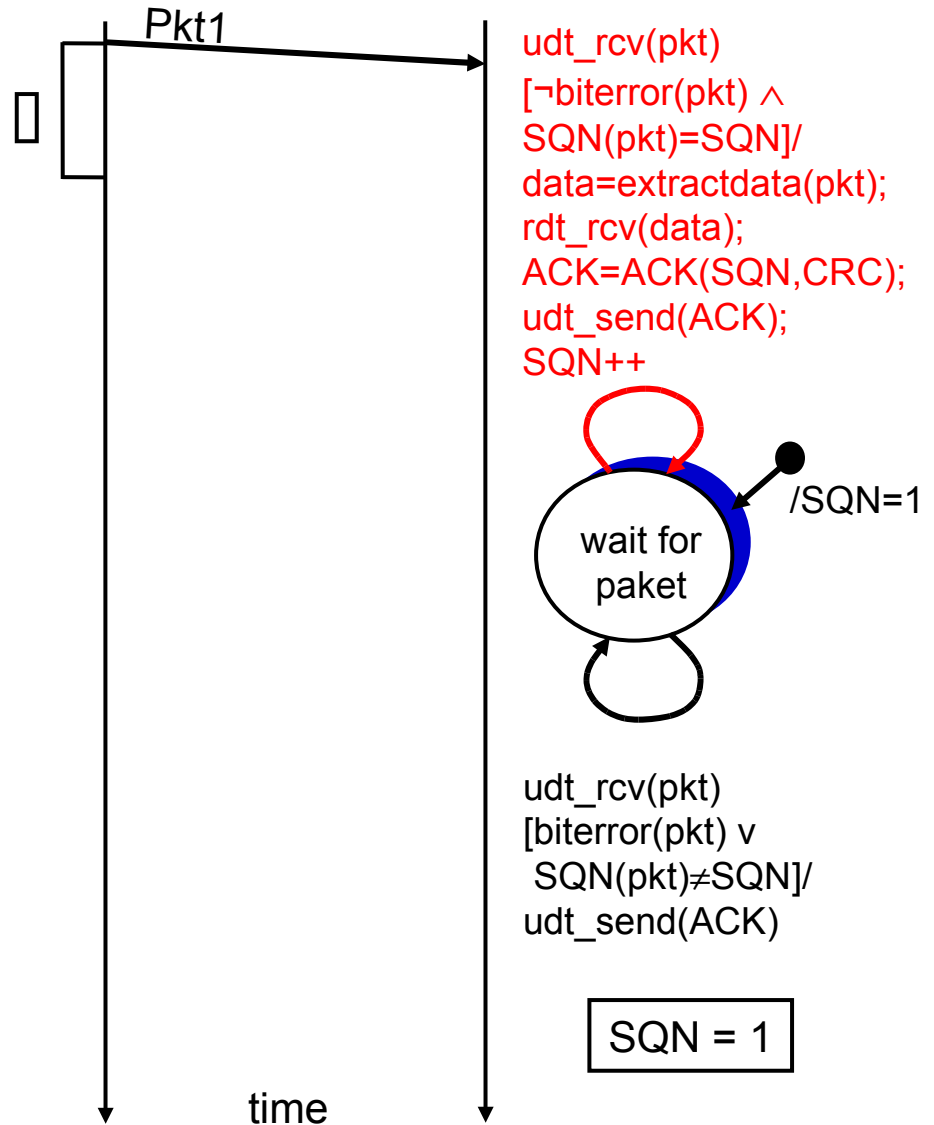 Pkt1
udt_rcv(pkt)
[¬biterror(pkt) ∧
SQN(pkt)=SQN]/
data=extractdata(pkt);
rdt_rcv(data);
ACK=ACK(SQN,CRC);
udt_send(ACK);
SQN++
/SQN=1
wait for
paket
udt_rcv(pkt)
[biterror(pkt) v
SQN(pkt)≠SQN]/
udt_send(ACK)
SQN = 1
time